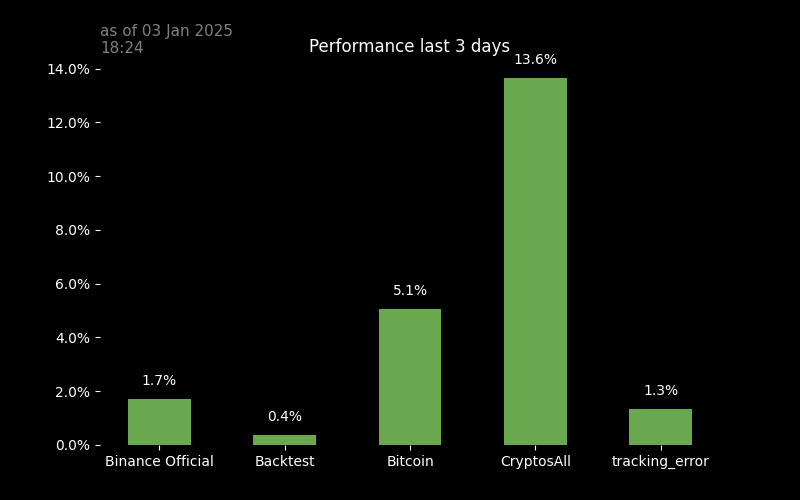 as of 03 Jan 2025
18:24
Performance last 3 days
14.0%
12.0%
10.0%
8.0%
6.0%
4.0%
2.0%
0.0%
1.7%
0.4%
5.1%
13.6%
1.3%
Binance Official
Backtest
Bitcoin
CryptosAll
tracking_error